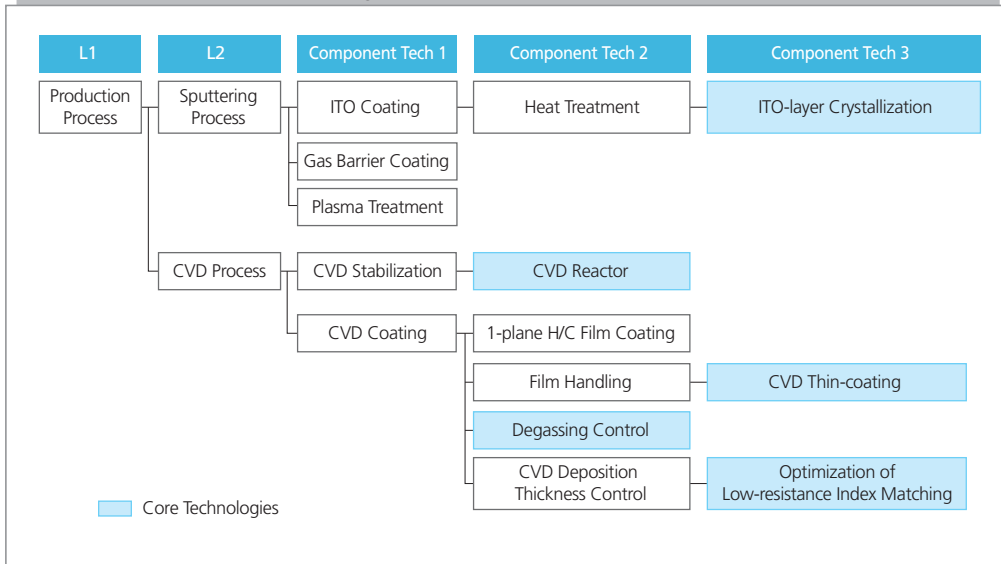 L1
L2
Component Tech 1
Component Tech 2
Component Tech 3
Production
Process
Sputtering
Process
ITO Coating
Heat Treatment
ITO-layer Crystallization
Gas Barrier Coating
Plasma Treatment
CVD Process
CVD Stabilization
CVD Reactor
CVD Coating
1-plane H/C Film Coating
Film Handling
CVD Thin-coating
Degassing Control
CVD Deposition
Thickness Control
Optimization of
Low-resistance Index Matching
Core Technologies